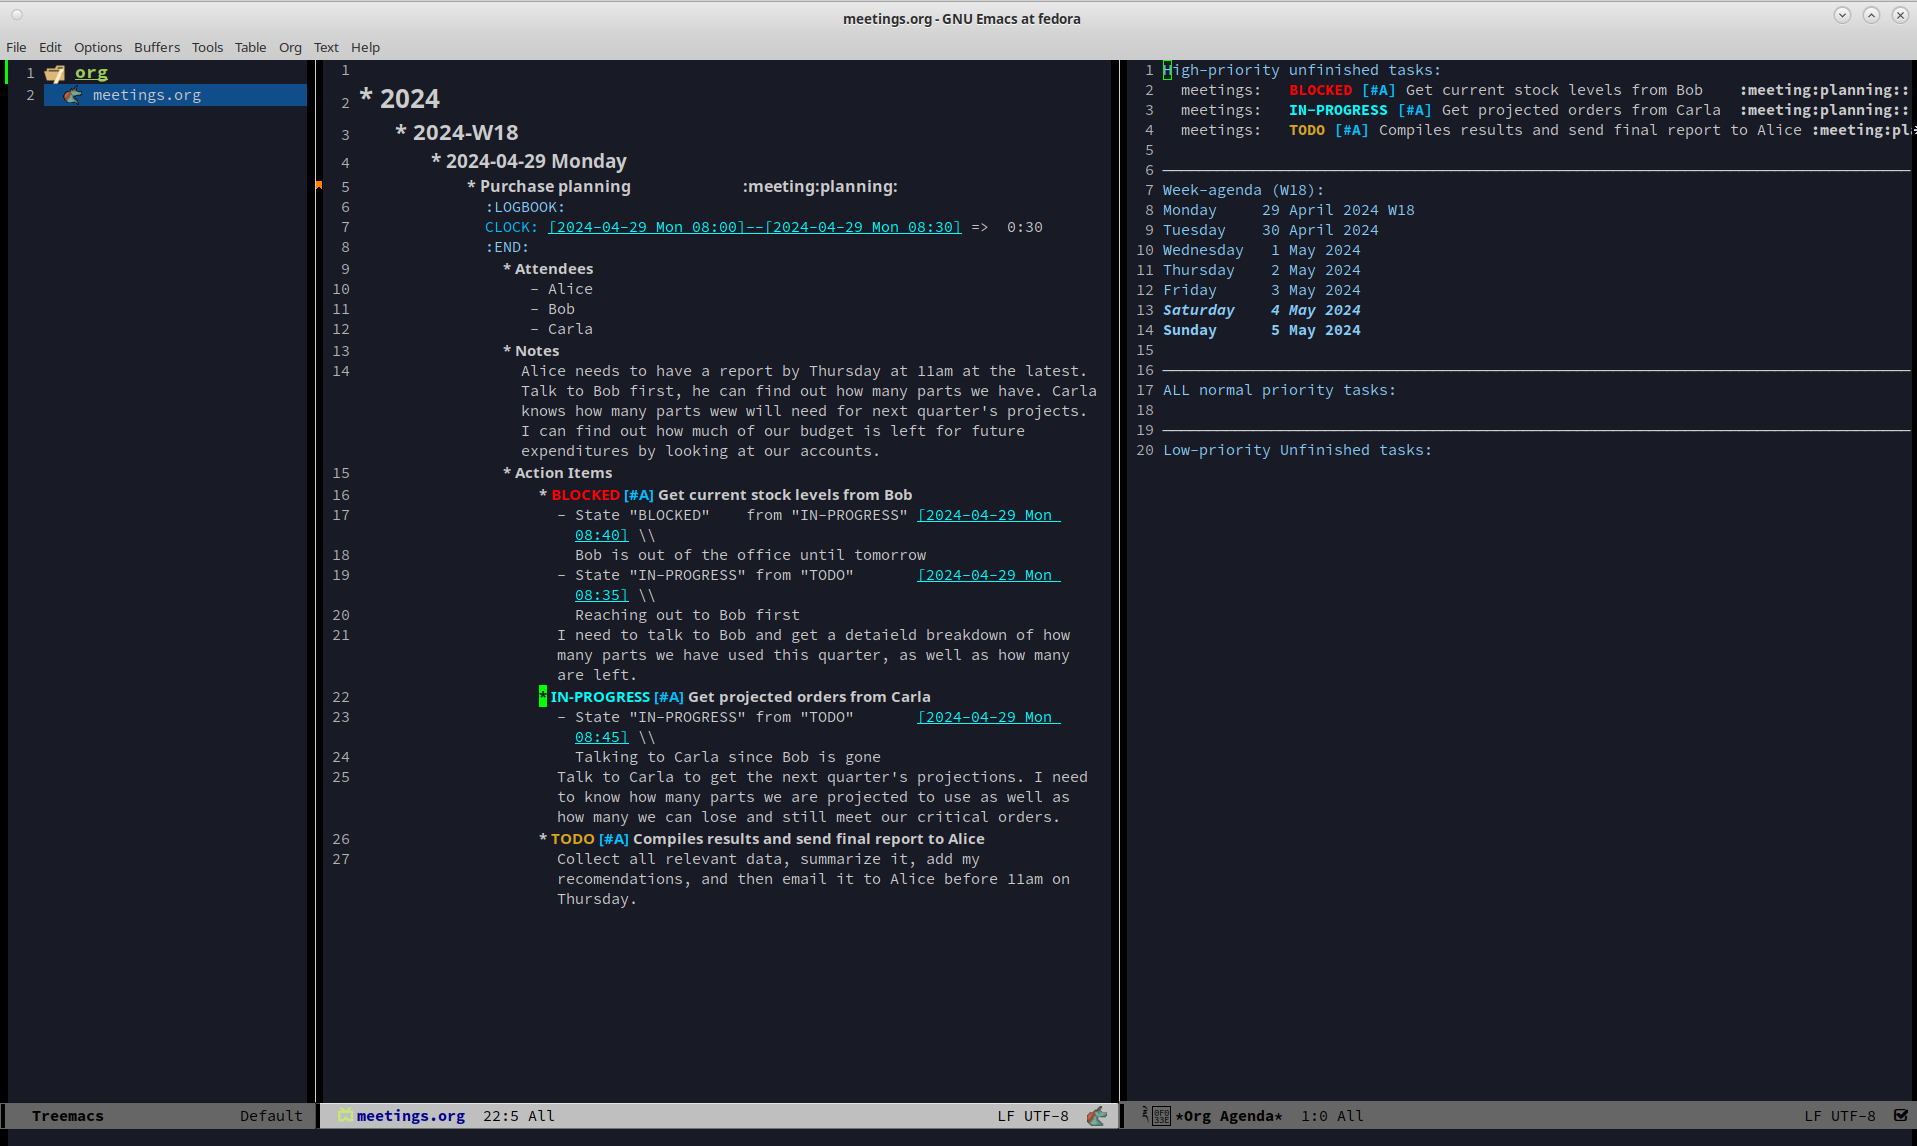 meetings.org - GNU Emacs at fedora
File Edit Options Buffers Tools Table Org Text Help
1 org
2 meetings.org
1
2 * 2024
3 * 2024-W18
4 * 2024-04-29 Monday
5 * Purchase planning :meeting:planning:
6 :LOGBOOK:
7 CLOCK: [2024-04-29 Mon 08:00]--[2024-04-29 Mon 08:30] => 0:30
8 :END:
9 * Attendees
10 - Alice
11 - Bob
12 - Carla
13 * Notes
14 Alice needs to have a report by Thursday at 11am at the latest.
Talk to Bob first, he can find out how many parts we have. Carla
knows how many parts wew will need for next quarter's projects.
I can find out how much of our budget is left for future
expenditures by looking at our accounts.
15 * Action Items
16 * BLOCKED [#A] Get current stock levels from Bob
17 - State "BLOCKED" from "IN-PROGRESS" [2024-04-29 Mon
08:40] \\
18 Bob is out of the office until tomorrow
19 - State "IN-PROGRESS" from "TODO" [2024-04-29 Mon
08:35] \\
20 Reaching out to Bob first
21 I need to talk to Bob and get a detaield breakdown of how
many parts we have used this quarter, as well as how many
are left.
22 * IN-PROGRESS [#A] Get projected orders from Carla
23 - State "IN-PROGRESS" from "TODO" [2024-04-29 Mon
08:45] \\
24 Talking to Carla since Bob is gone
25 Talk to Carla to get the next quarter's projections. I need
to know how many parts we are projected to use as well as
how many we can lose and still meet our critical orders.
26 * TODO [#A] Compiles results and send final report to Alice
27 Collect all relevant data, summarize it, add my
recomendations, and then email it to Alice before 11am on
Thursday.
1 High-priority unfinished tasks:
2 meetings: BLOCKED [#A] Get current stock levels from Bob :meeting:planning::
3 meetings: IN-PROGRESS [#A] Get projected orders from Carla :meeting:planning::
4 meetings: TODO [#A] Compiles results and send final report to Alice :meeting:pl
5
6
7 Week-agenda (W18):
8 Monday 29 April 2024 W18
9 Tuesday 30 April 2024
10 Wednesday 1 May 2024
11 Thursday 2 May 2024
12 Friday 3 May 2024
13 Saturday 4 May 2024
14 Sunday 5 May 2024
15
16
17 ALL normal priority tasks:
18
19
20 Low-priority Unfinished tasks:
Treemacs Default
meetings.org 22:5 All LF UTF-8
*Org Agenda* 1:0 All LF UTF-8